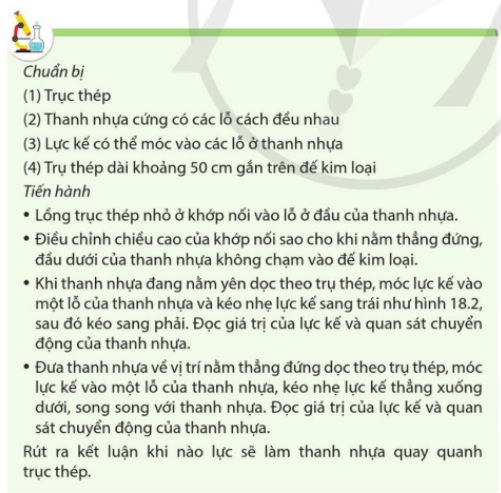 Chuẩn bị
(1) Trục thép
(2) Thanh nhựa cứng có các lỗ cách đều nhau
(3) Lực kế có thể móc vào các lỗ ở thanh nhựa
(4) Trụ thép dài khoảng 50 cm gắn trên đế kim loại
Tiến hành
• Lồng trục thép nhỏ ở khớp nối vào lỗ ở đầu của thanh nhựa.
• Điều chỉnh chiều cao của khớp nối sao cho khi nằm thẳng đứng,
đầu dưới của thanh nhựa không chạm vào đế kim loại.
• Khi thanh nhựa đang nằm yên dọc theo trụ thép, móc lực kế vào
một lỗ của thanh nhựa và kéo nhẹ lực kế sang trái như hình 18.2,
sau đó kéo sang phải. Đọc giá trị của lực kế và quan sát chuyển
động của thanh nhựa.
• Đưa thanh nhựa về vị trí nằm thẳng đứng dọc theo trụ thép, móc
lực kế vào một lỗ của thanh nhựa, kéo nhẹ lực kế thẳng xuống
dưới, song song với thanh nhựa. Đọc giá trị của lực kế và quan
sát chuyển động của thanh nhựa.
Rút ra kết luận khi nào lực sẽ làm thanh nhựa quay quanh
trục thép.